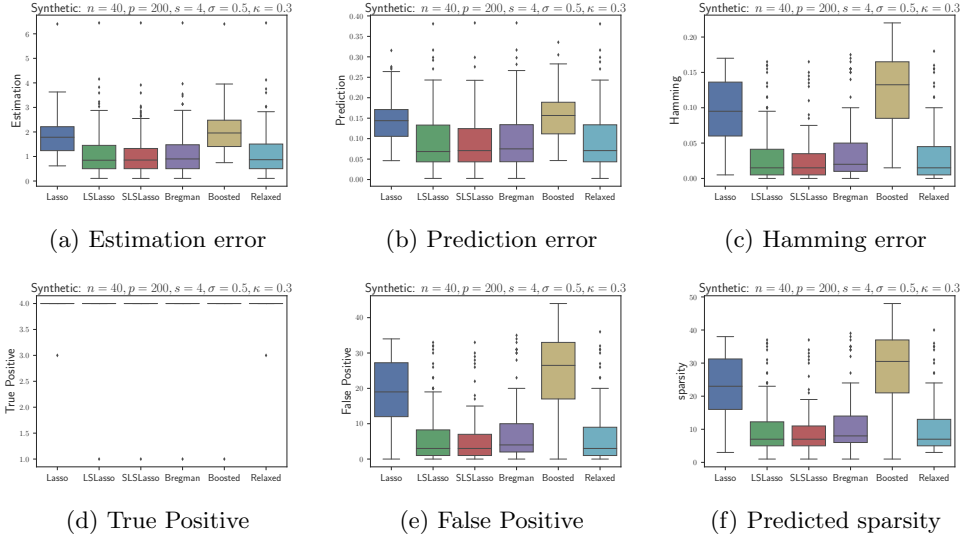 Synthetic: n = 40, p = 200, s = 4, σ = 0.5, κ = 0.3
Estimation
6
5
4
3
2
1
0
Lasso LSLasso SLSLasso Bregman Boosted Relaxed
(a) Estimation error
Synthetic: n = 40, p = 200, s = 4, σ = 0.5, κ = 0.3
Prediction
0.40
0.35
0.30
0.25
0.20
0.15
0.10
0.05
0.00
Lasso LSLasso SLSLasso Bregman Boosted Relaxed
(b) Prediction error
Synthetic: n = 40, p = 200, s = 4, σ = 0.5, κ = 0.3
Hamming
0.20
0.15
0.10
0.05
0.00
Lasso LSLasso SLSLasso Bregman Boosted Relaxed
(c) Hamming error
Synthetic: n = 40, p = 200, s = 4, σ = 0.5, κ = 0.3
True Positive
4.0
3.5
3.0
2.5
2.0
1.5
1.0
Lasso LSLasso SLSLasso Bregman Boosted Relaxed
(d) True Positive
Synthetic: n = 40, p = 200, s = 4, σ = 0.5, κ = 0.3
False Positive
40
30
20
10
0
Lasso LSLasso SLSLasso Bregman Boosted Relaxed
(e) False Positive
Synthetic: n = 40, p = 200, s = 4, σ = 0.5, κ = 0.3
sparsity
50
40
30
20
10
0
Lasso LSLasso SLSLasso Bregman Boosted Relaxed
(f) Predicted sparsity